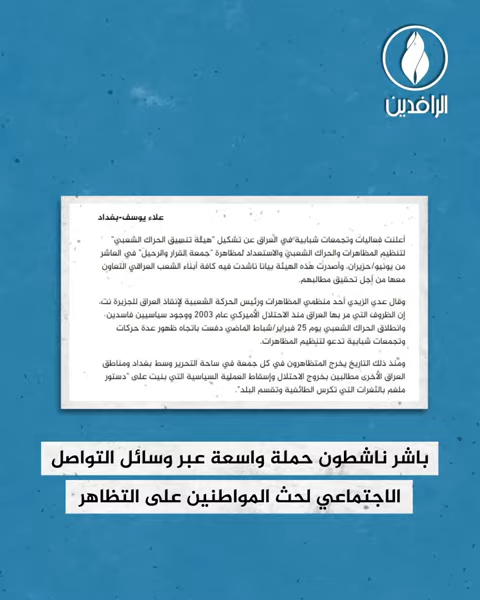 الرافدين
علاء يوسف-بغداد
أعلنت فعاليات وتجمعات شبابية في العراق عن تشكيل "هيئة تنسيق الحراك الشعبي"
لتنظيم المظاهرات والحراك الشعبي والاستعداد لمظاهرة "جمعة القرار والرحيل" في العاشر
من يونيو/حزيران، وأصدرت هذه الهيئة بيانا ناشدت فيه كافة أبناء الشعب العراقي التعاون
معها من أجل تحقيق مطالبهم.
وقال عدي الزيدي أحد منظمي المظاهرات ورئيس الحركة الشعبية لإنقاذ العراق للجزيرة نت،
إن الظروف التي مر بها العراق منذ الاحتلال الأميركي عام 2003 ووجود سياسيين فاسدين،
وانطلاق الحراك الشعبي يوم 25 فبراير/شباط الماضي دفعت باتجاه ظهور عدة حركات
وتجمعات شبابية تدعو لتنظيم المظاهرات.
ومنذ ذلك التاريخ يخرج المتظاهرون في كل جمعة في ساحة التحرير وسط بغداد ومناطق
العراق الأخرى مطالبين بخروج الاحتلال وإسقاط العملية السياسية التي بنيت على "دستور
ملغم بالثغرات التي تكرس الطائفية وتقسم البلد".
باشر ناشطون حملة واسعة عبر وسائل التواصل
الاجتماعي لحث المواطنين على التظاهر